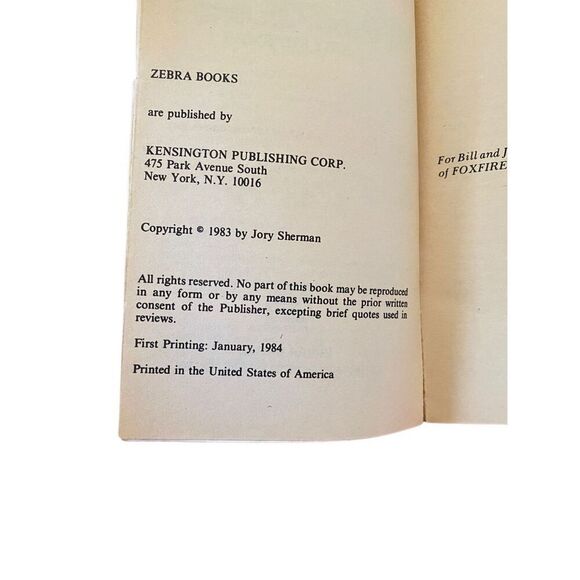 ZEBRA BOOKS
are published by
KENSINGTON PUBLISHING CORP.
475 Park Avenue South
New York, N.Y. 10016
Copyright © 1983 by Jory Sherman
All rights reserved. No part of this book may be reproduced
in any form or by any means without the prior written
consent of the Publisher, excepting brief quotes used in
reviews.
First Printing: January, 1984
Printed in the United States of America
For Bill and J
of FOXFIRE